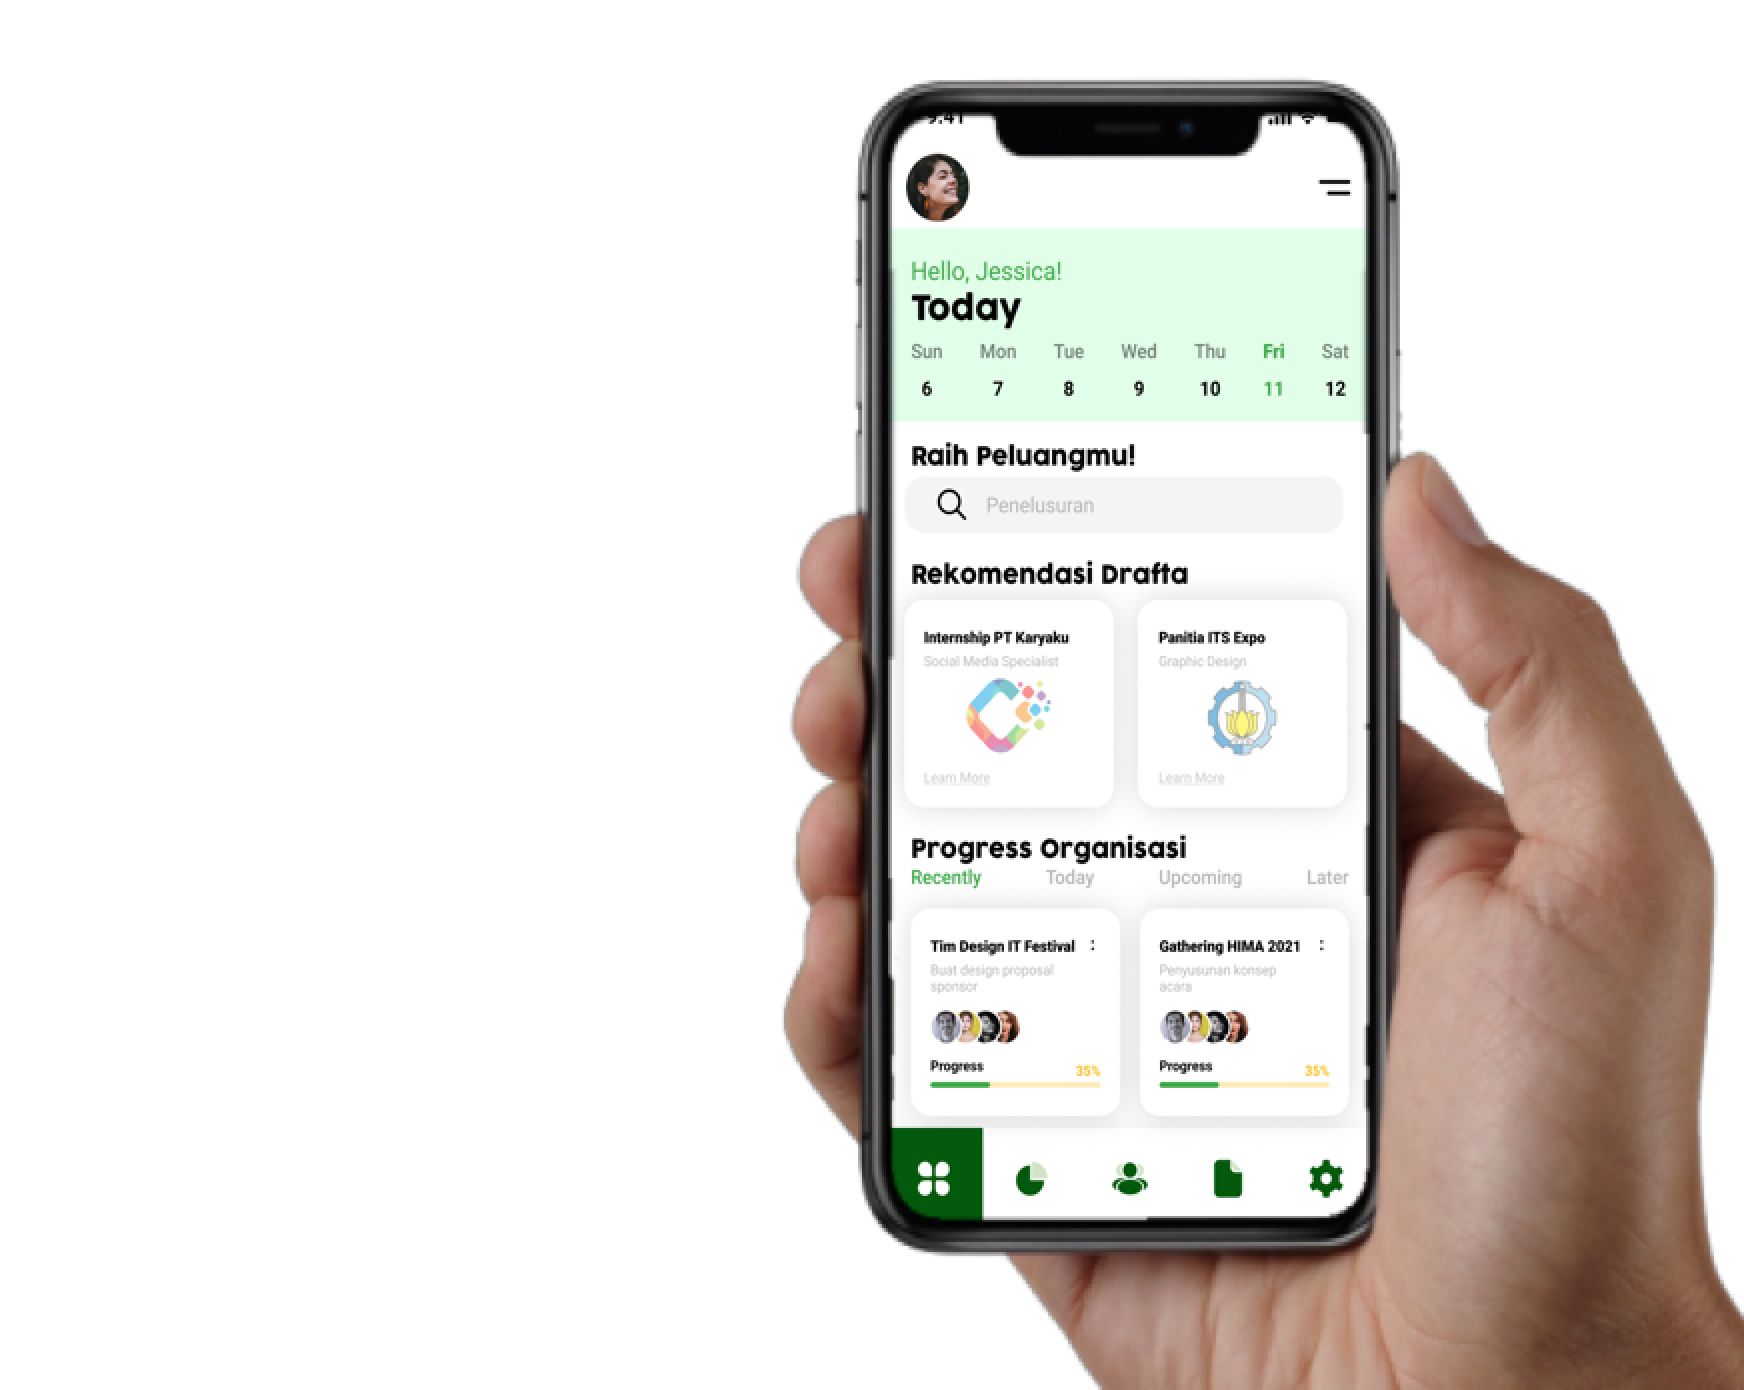 9:41
Hello, Jessica!
Today
Sun Mon Tue Wed Thu Fri Sat
6 7 8 9 10 11 12
Raih Peluangmu!
Penelusuran
Rekomendasi Drafta
Internship PT Karyaku
Social Media Specialist
Learn More
Panitia ITS Expo
Graphic Design
Learn More
Progress Organisasi
Recently Today Upcoming Later
Tim Design IT Festival :
Buat design proposal
sponsor
Progress 35%
Gathering HIMA 2021 :
Penyusunan konsep
acara
Progress 35%